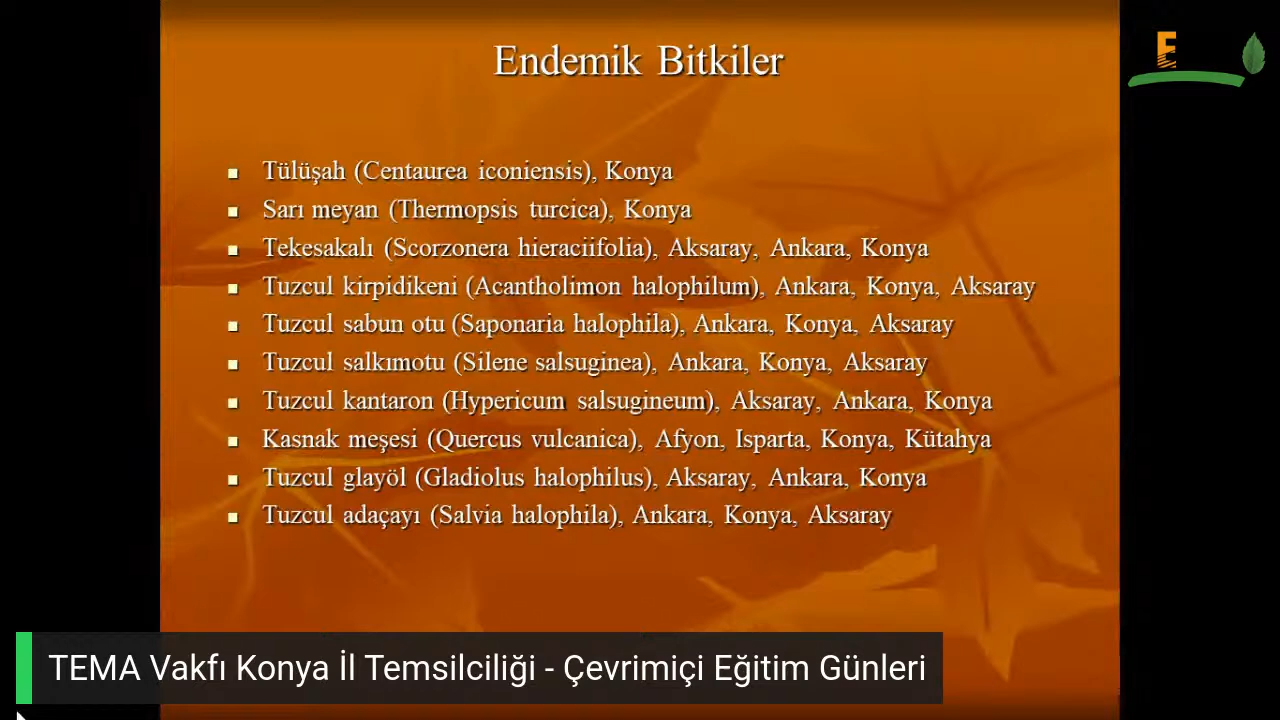 Endemik Bitkiler
E
Tülüşah (Centaurea iconiensis), Konya
Sarı meyan (Thermopsis turcica), Konya
Tekesakalı (Scorzonera hieraciifolia), Aksaray, Ankara, Konya
Tuzcul kirpidikeni (Acantholimon halophilum), Ankara, Konya, Aksaray
Tuzcul sabun otu (Saponaria halophila), Ankara, Konya, Aksaray
Tuzcul salkımotu (Silene salsuginea), Ankara, Konya, Aksaray
Tuzcul kantaron (Hypericum salsugineum), Aksaray, Ankara, Konya
Kasnak meşesi (Quercus vulcanica), Afyon, Isparta, Konya, Kütahya
Tuzcul glayöl (Gladiolus halophilus), Aksaray, Ankara, Konya
Tuzcul adaçayı (Salvia halophila), Ankara, Konya, Aksaray
TEMA Vakfı Konya İl Temsilciliği - Çevrimiçi Eğitim Günleri